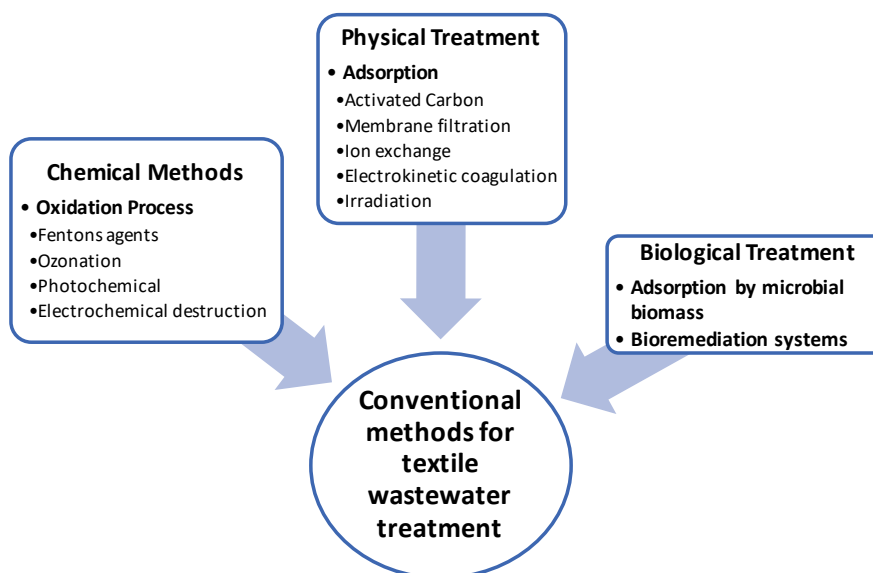 Physical Treatment
• Adsorption
•Activated Carbon
•Membrane filtration
•Ion exchange
•Electrokinetic coagulation
•Irradiation
Chemical Methods
• Oxidation Process
•Fentons agents
•Ozonation
•Photochemical
•Electrochemical destruction
Biological Treatment
• Adsorption by microbial
biomass
• Bioremediation systems
Conventional
methods for
textile
wastewater
treatment